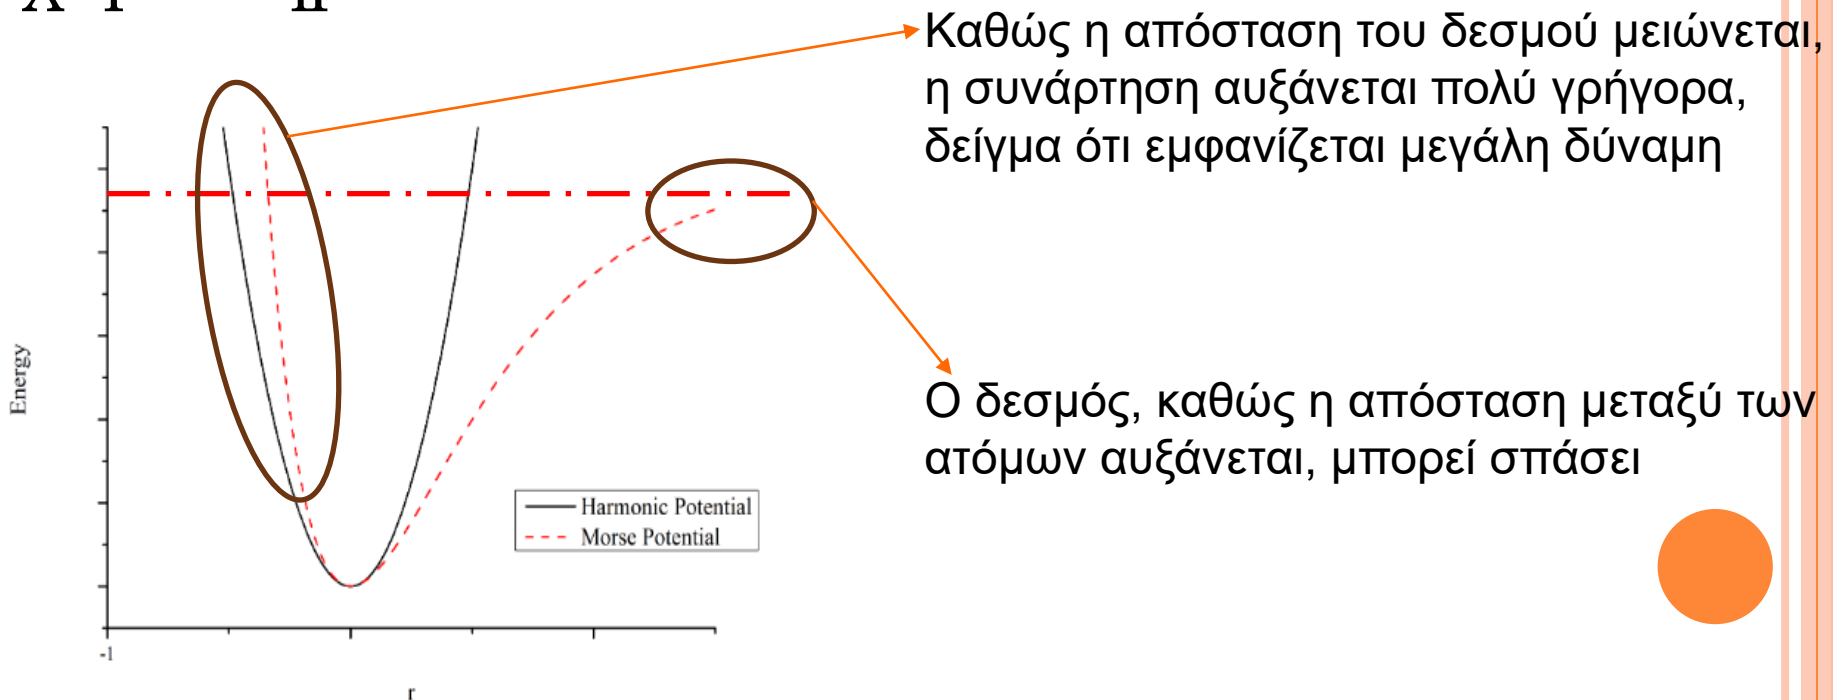 Καθώς η απόσταση του δεσμού μειώνεται,
η συνάρτηση αυξάνεται πολύ γρήγορα,
δείγμα ότι εμφανίζεται μεγάλη δύναμη
Ο δεσμός, καθώς η απόσταση μεταξύ των
ατόμων αυξάνεται, μπορεί σπάσει
Energy
Harmonic Potential
Morse Potential
-1
r